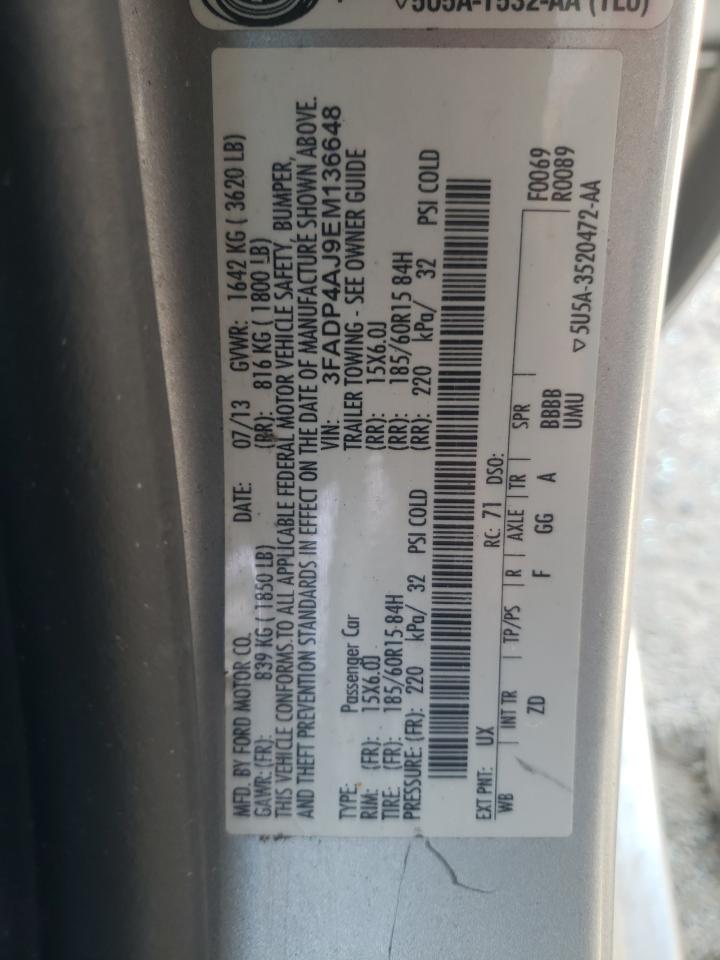 ▽5U5A-1532-AA (TLU)
MFD. BY FORD MOTOR CO. DATE: 07/13 GVWR: 1642 KG ( 3620 LB)
GAWR: (FR): 839 KG ( 1850 LB) (RR): 816 KG ( 1800 LB)
THIS VEHICLE CONFORMS TO ALL APPLICABLE FEDERAL MOTOR VEHICLE SAFETY, BUMPER,
AND THEFT PREVENTION STANDARDS IN EFFECT ON THE DATE OF MANUFACTURE SHOWN ABOVE.
VIN: 3FADP4AJ9EM136648
TYPE: Passenger Car TRAILER TOWING - SEE OWNER GUIDE
RIM: (FR): 15X6.0J (RR): 15X6.0J
TIRE: (FR): 185/60R15 84H (RR): 185/60R15 84H
PRESSURE: (FR): 220 kPa/ 32 PSI COLD (RR): 220 kPa/ 32 PSI COLD
EXT PNT: UX RC: 71 DSO:
WB INT TR TP/PS R AXLE TR SPR F0069
R0089
ZD F GG A BBBB
UMU
▽5U5A-3520472-AA